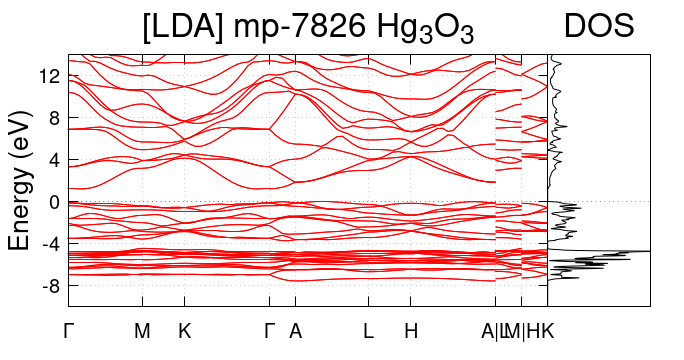 [LDA] mp-7826 Hg₃O₃ DOS
Energy (eV)
12
8
4
0
-4
-8
Γ M K Γ A L H A|L M|H K